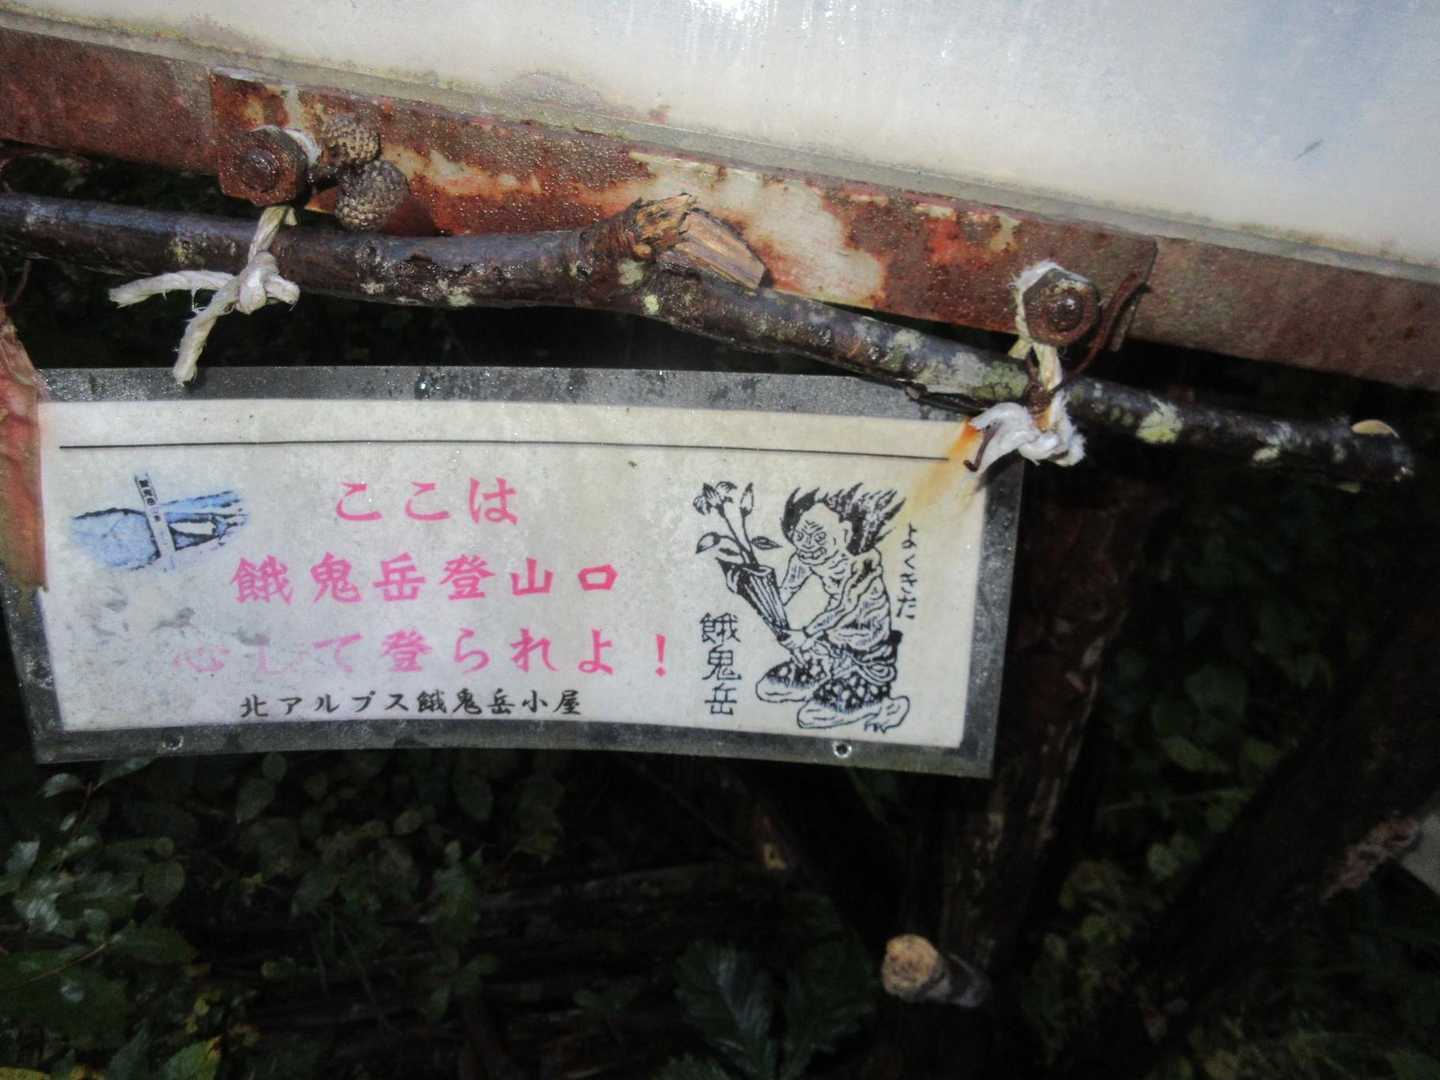 ここは
餓鬼岳登山口
心して登られよ！
北アルプス餓鬼岳小屋
よくきた
餓鬼岳